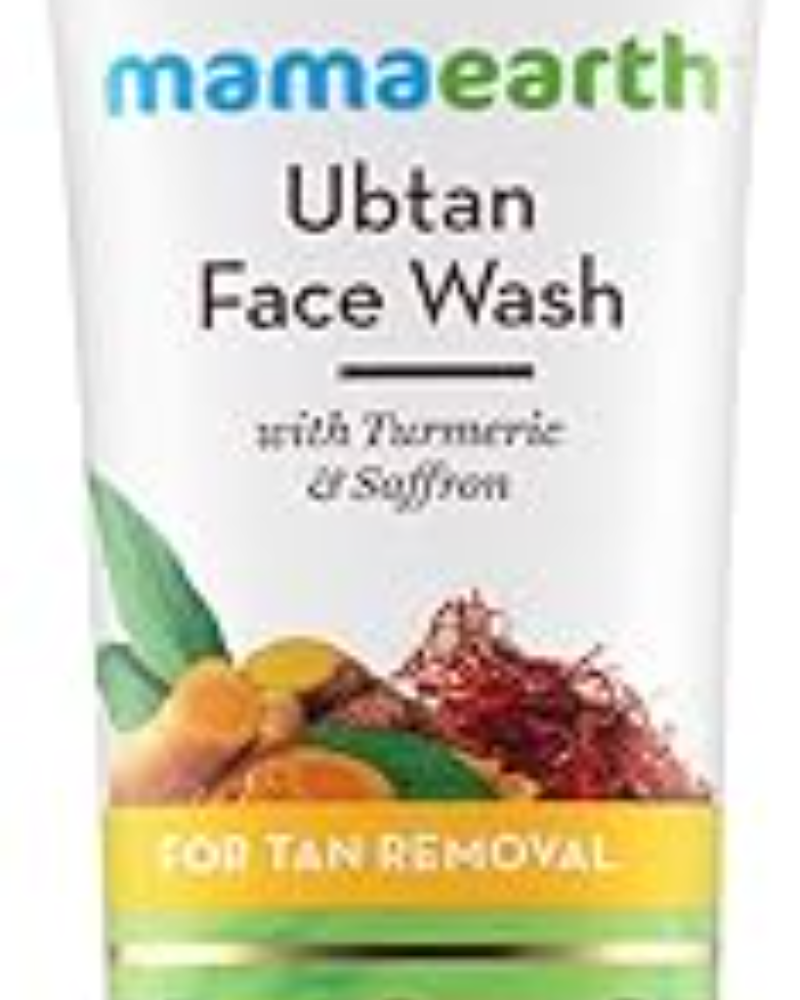 mamaearth
Ubtan
Face Wash
with Turmeric
& Saffron
FOR TAN REMOVAL